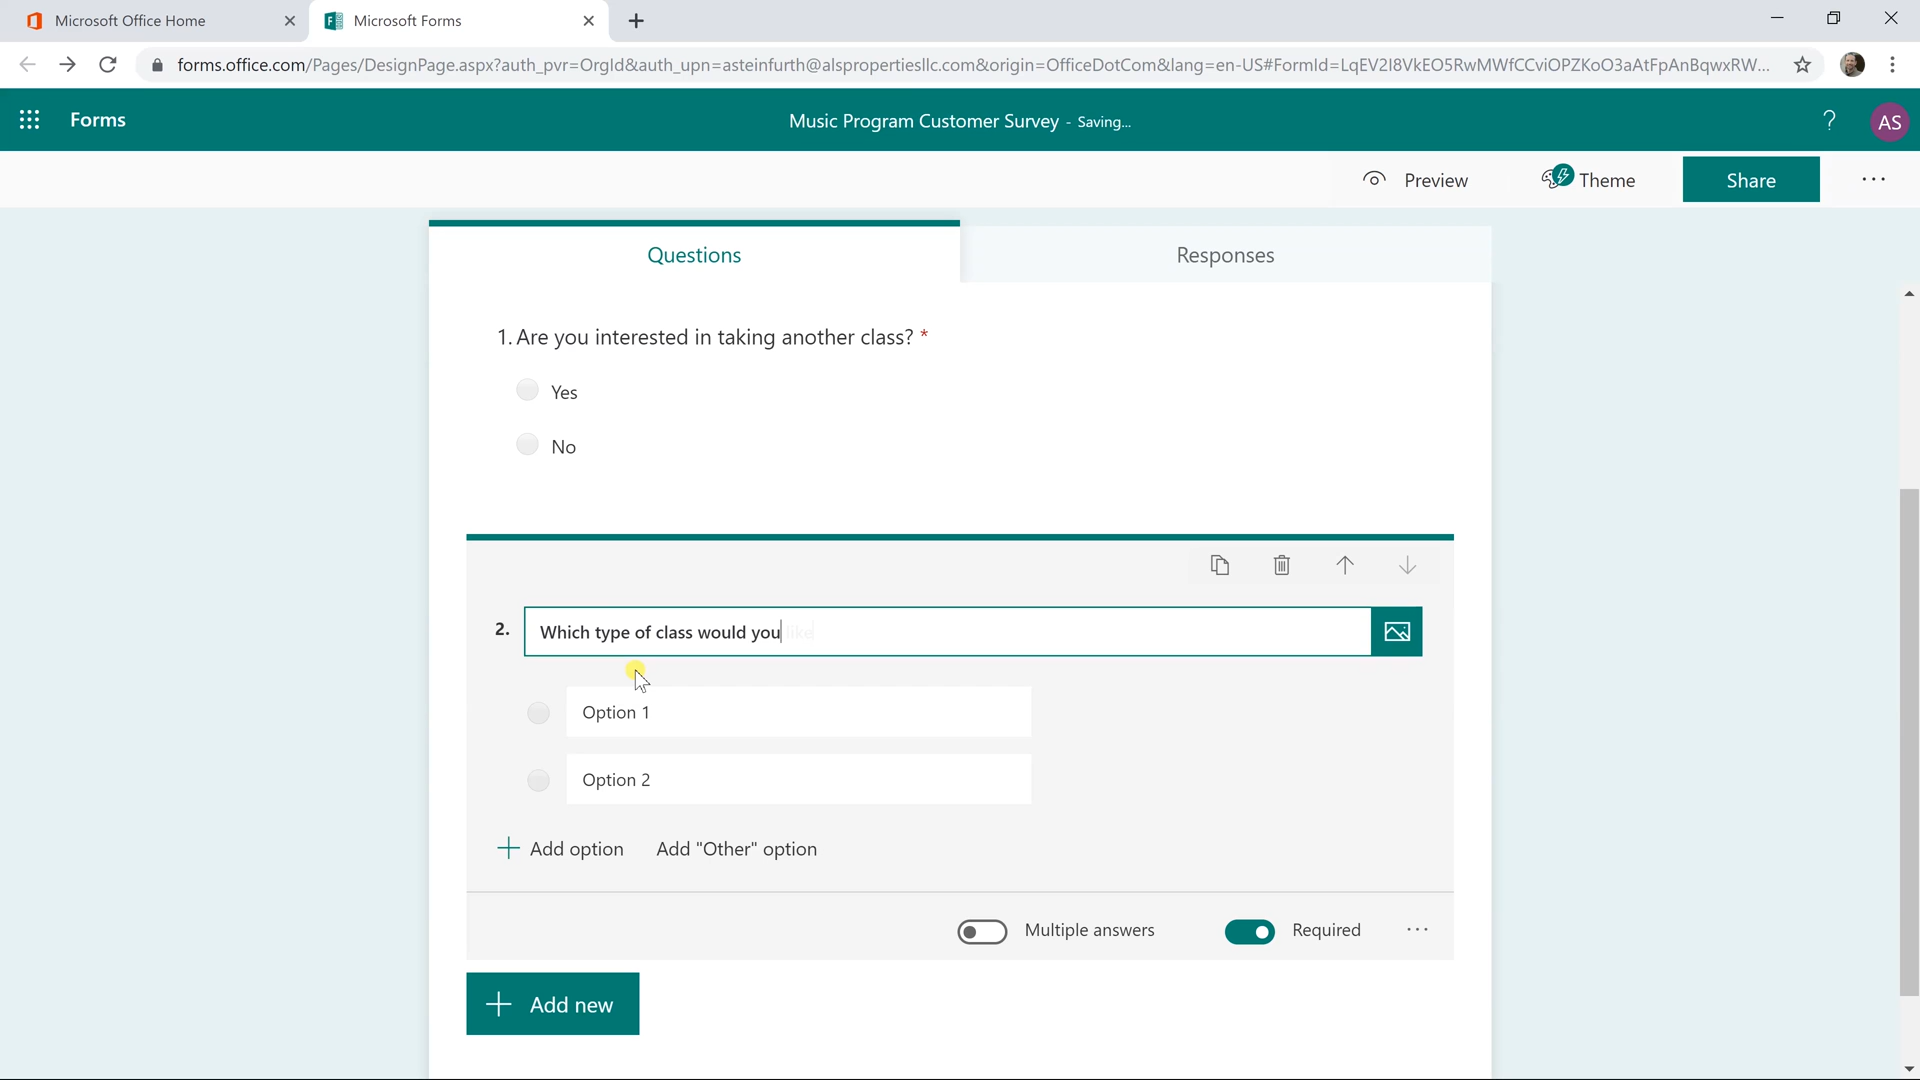 Microsoft Office Home
Microsoft Forms
forms.office.com/Pages/DesignPage.aspx?auth_pvr=OrgId&auth_upn=asteinfurth@alspropertiesllc.com&origin=OfficeDotCom&lang=en-US#FormId=LqEV2I8VkEO5RwMWfCCviOPZKoO3aAtFpAnBqwxRW...
Forms
Music Program Customer Survey - Saving...
?
AS
Preview
Theme
Share
Questions
Responses
1. Are you interested in taking another class? *
Yes
No
2. Which type of class would you like
Option 1
Option 2
Add option
Add "Other" option
Multiple answers
Required
Add new